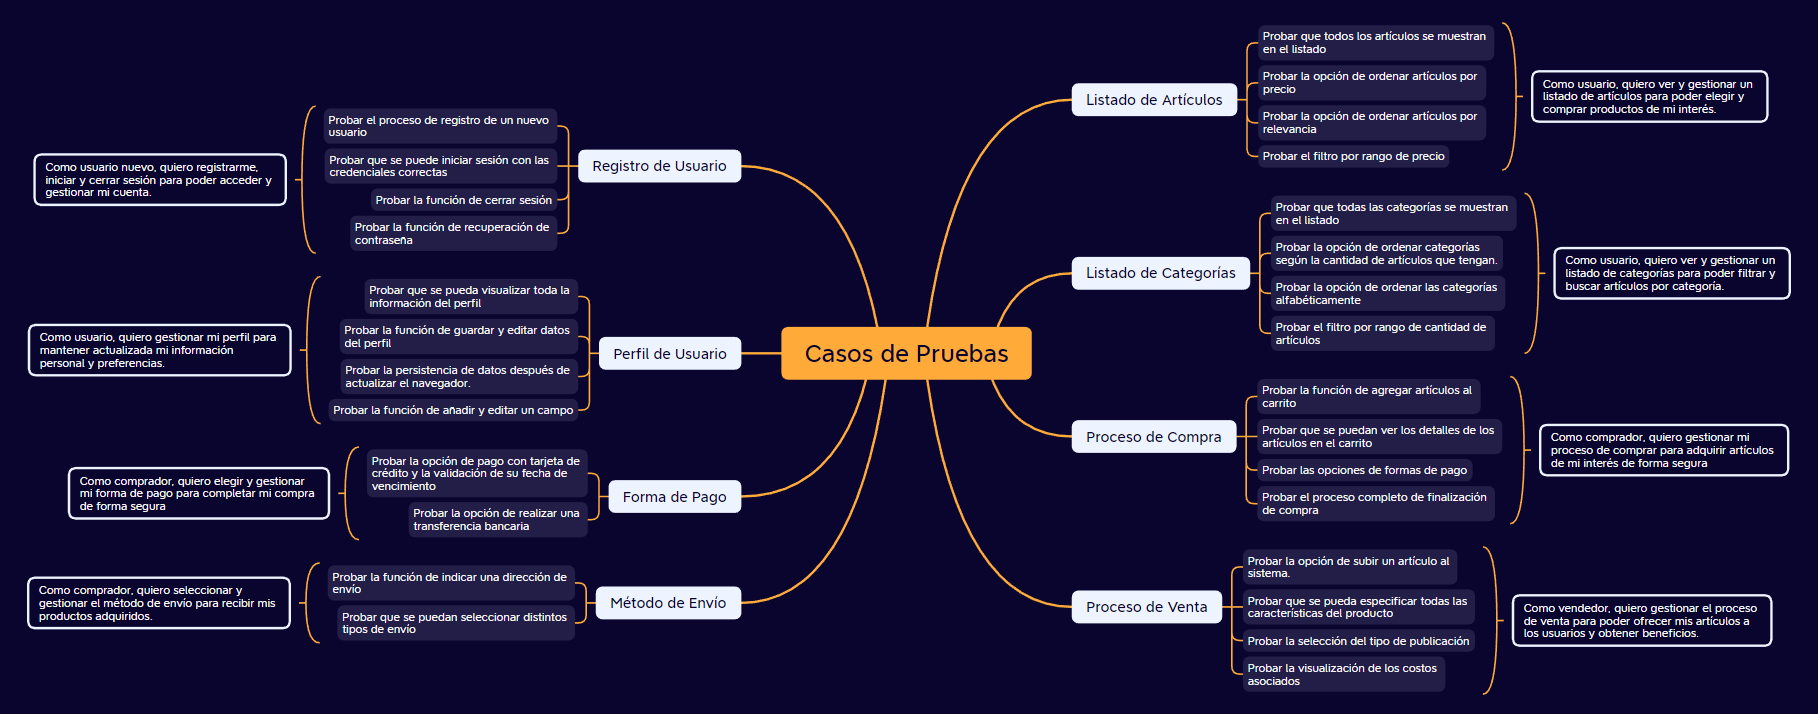 Casos de Pruebas
Registro de Usuario
Probar el proceso de registro de un nuevo
usuario
Probar que se puede iniciar sesión con las
credenciales correctas
Probar la función de cerrar sesión
Probar la función de recuperación de
contraseña
Como usuario nuevo, quiero registrarme,
iniciar y cerrar sesión para poder acceder y
gestionar mi cuenta.
Perfil de Usuario
Probar que se pueda visualizar toda la
información del perfil
Probar la función de guardar y editar datos
del perfil
Probar la persistencia de datos después de
actualizar el navegador.
Probar la función de añadir y editar un campo
Como usuario, quiero gestionar mi perfil para
mantener actualizada mi información
personal y preferencias.
Forma de Pago
Probar la opción de pago con tarjeta de
crédito y la validación de su fecha de
vencimiento
Probar la opción de realizar una
transferencia bancaria
Como comprador, quiero elegir y gestionar
mi forma de pago para completar mi compra
de forma segura
Método de Envío
Probar la función de indicar una dirección de
envío
Probar que se puedan seleccionar distintos
tipos de envío
Como comprador, quiero seleccionar y
gestionar el método de envío para recibir mis
productos adquiridos.
Listado de Artículos
Probar que todos los artículos se muestran
en el listado
Probar la opción de ordenar artículos por
precio
Probar la opción de ordenar artículos por
relevancia
Probar el filtro por rango de precio
Como usuario, quiero ver y gestionar un
listado de artículos para poder elegir y
comprar productos de mi interés.
Listado de Categorías
Probar que todas las categorías se muestran
en el listado
Probar la opción de ordenar categorías
según la cantidad de artículos que tengan.
Probar la opción de ordenar las categorías
alfabéticamente
Probar el filtro por rango de cantidad de
artículos
Como usuario, quiero ver y gestionar un
listado de categorías para poder filtrar y
buscar artículos por categoría.
Proceso de Compra
Probar la función de agregar artículos al
carrito
Probar que se puedan ver los detalles de los
artículos en el carrito
Probar las opciones de formas de pago
Probar el proceso completo de finalización
de compra
Como comprador, quiero gestionar mi
proceso de comprar para adquirir artículos
de mi interés de forma segura
Proceso de Venta
Probar la opción de subir un artículo al
sistema.
Probar que se pueda especificar todas las
características del producto
Probar la selección del tipo de publicación
Probar la visualización de los costos
asociados
Como vendedor, quiero gestionar el proceso
de venta para poder ofrecer mis artículos a
los usuarios y obtener beneficios.